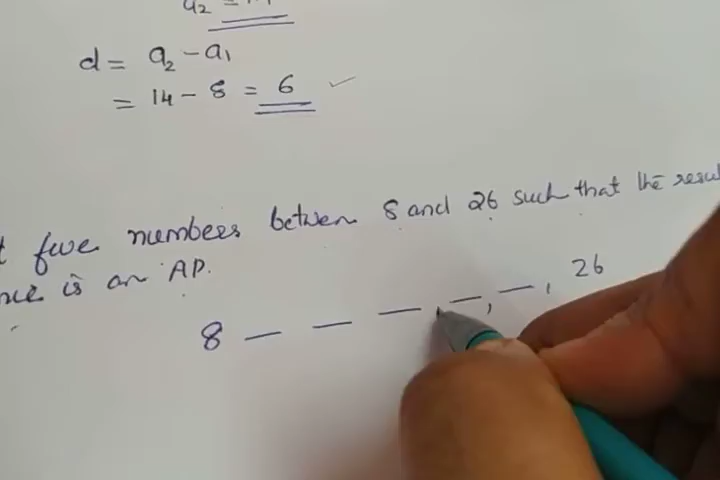 d = a₂ - a₁
= 14 - 8 = 6 ✓
five numbers between 8 and 26 such that the
is an AP.
8 — — —, —, —, 26